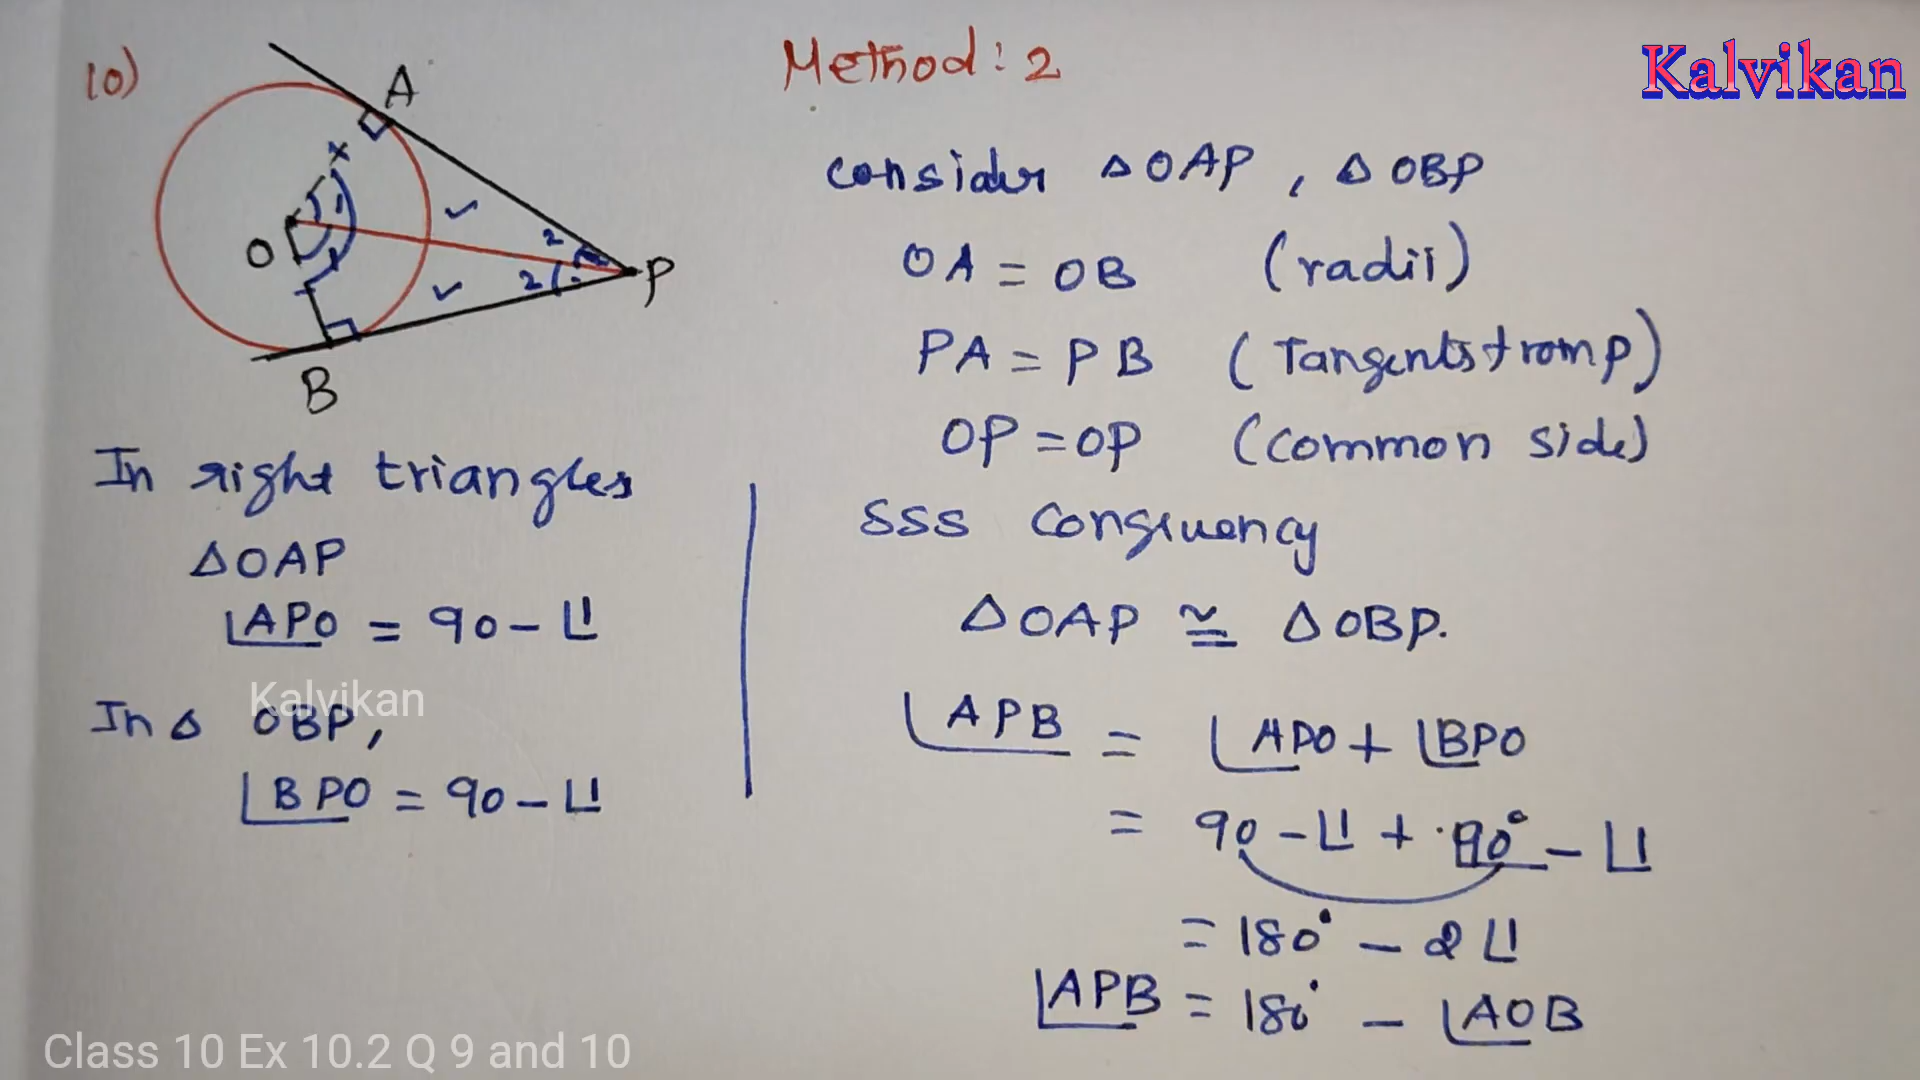 10)
Method: 2
Kalvikan
A
x
1
O
1
2
2
P
B
consider △OAP, △OBP
OA = OB (radii)
PA = PB (Tangents from P)
OP = OP (common side)
SSS Congruency
△OAP ≅ △OBP.
∠APB = ∠APO + ∠BPO
= 90 - ∠1 + 90° - ∠1
= 180° - 2∠1
∠APB = 180° - ∠AOB
In right triangles
△OAP
∠APO = 90 - ∠1
Kalvikan
In △ OBP,
∠BPO = 90 - ∠1
Class 10 Ex 10.2 Q 9 and 10